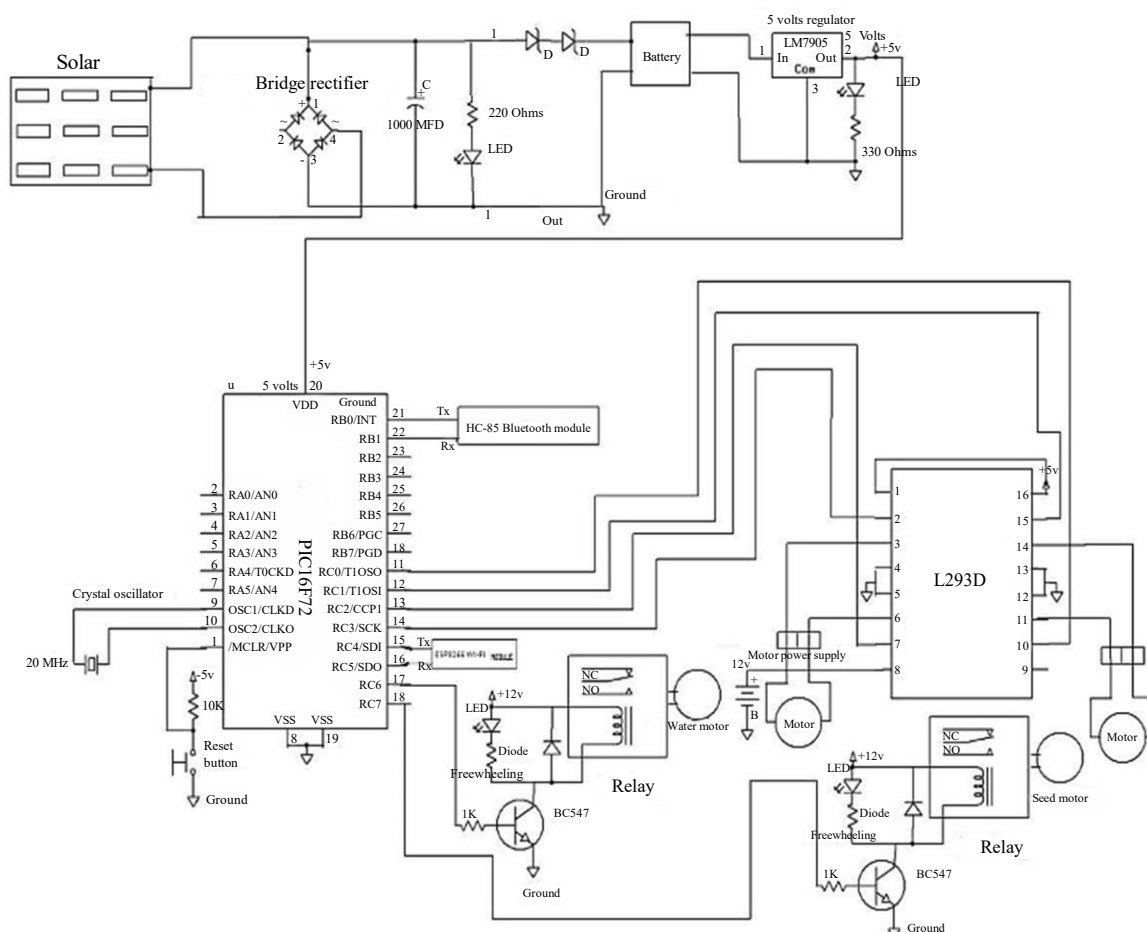 5 volts regulator
Solar
1
D
D
Battery
1
LM7905
In
Out
Com
3
5
2
Volts
+5v
LED
330 Ohms
Bridge rectifier
+
1
~
~
2
4
-
3
C
+
1000 MFD
220 Ohms
LED
Ground
1
Out
+5v
u
5 volts
20
VDD
Ground
PIC16F72
2 RA0/AN0
3 RA1/AN1
4 RA2/AN2
5 RA3/AN3
6 RA4/T0CKD
7 RA5/AN4
9 OSC1/CLKD
10 OSC2/CLKO
1 /MCLR/VPP
RB0/INT 21
RB1 22
RB2 23
RB3 24
RB4 25
RB5 26
RB6/PGC 27
RB7/PGD 18
RC0/T1OSO 11
RC1/T1OSI 12
RC2/CCP1 13
RC3/SCK 14
RC4/SDI 15
RC5/SDO 16
RC6 17
RC7 18
VSS
VSS
8
19
Tx
Rx
HC-85 Bluetooth module
Tx
Rx
ESP8266 WI-FI MODULE
Crystal oscillator
20 MHz
-5v
10K
Reset
button
Ground
+12v
LED
Diode
Freewheeling
NC
NO
Water motor
Relay
1K
BC547
Ground
L293D
1
2
3
4
5
6
7
8
+5v
16
15
14
13
12
11
10
9
12v
+
B
Motor power supply
Motor
Motor
+12v
LED
Diode
Freewheeling
NC
NO
Seed motor
Relay
1K
BC547
Ground